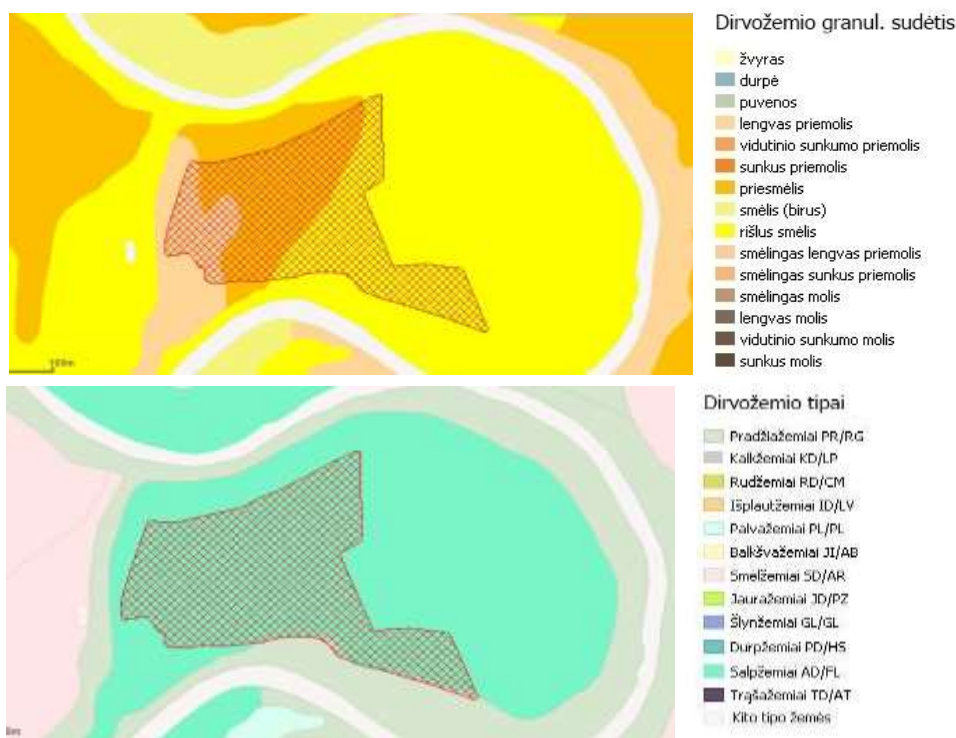 Dirvožemio granul. sudėtis
žvyras
durpė
puvenos
lengvas priemolis
vidutinio sunkumo priemolis
sunkus priemolis
priesmėlis
smėlis (birus)
rišlus smėlis
smėlingas lengvas priemolis
smėlingas sunkus priemolis
smėlingas molis
lengvas molis
vidutinio sunkumo molis
sunkus molis
100m
Dirvožemio tipai
Pradžiažemiai PR/RG
Kalkžemiai KD/LP
Rudžemiai RD/CM
Išplautžemiai ID/LV
Palvažemiai PL/PL
Balkšvažemiai JI/AB
Smėlžemiai SD/AR
Jauražemiai JD/PZ
Šlynžemiai GL/GL
Durpžemiai PD/HS
Salpžemiai AD/FL
Trąšažemiai TD/AT
Kito tipo žemės